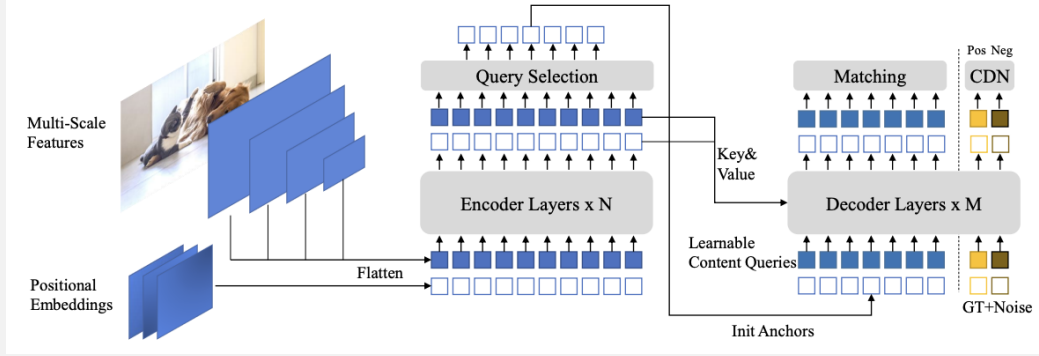 Multi-Scale
Features
Positional
Embeddings
Flatten
Query Selection
Encoder Layers x N
Key&
Value
Learnable
Content Queries
Init Anchors
Matching
Decoder Layers x M
Pos Neg
CDN
GT+Noise